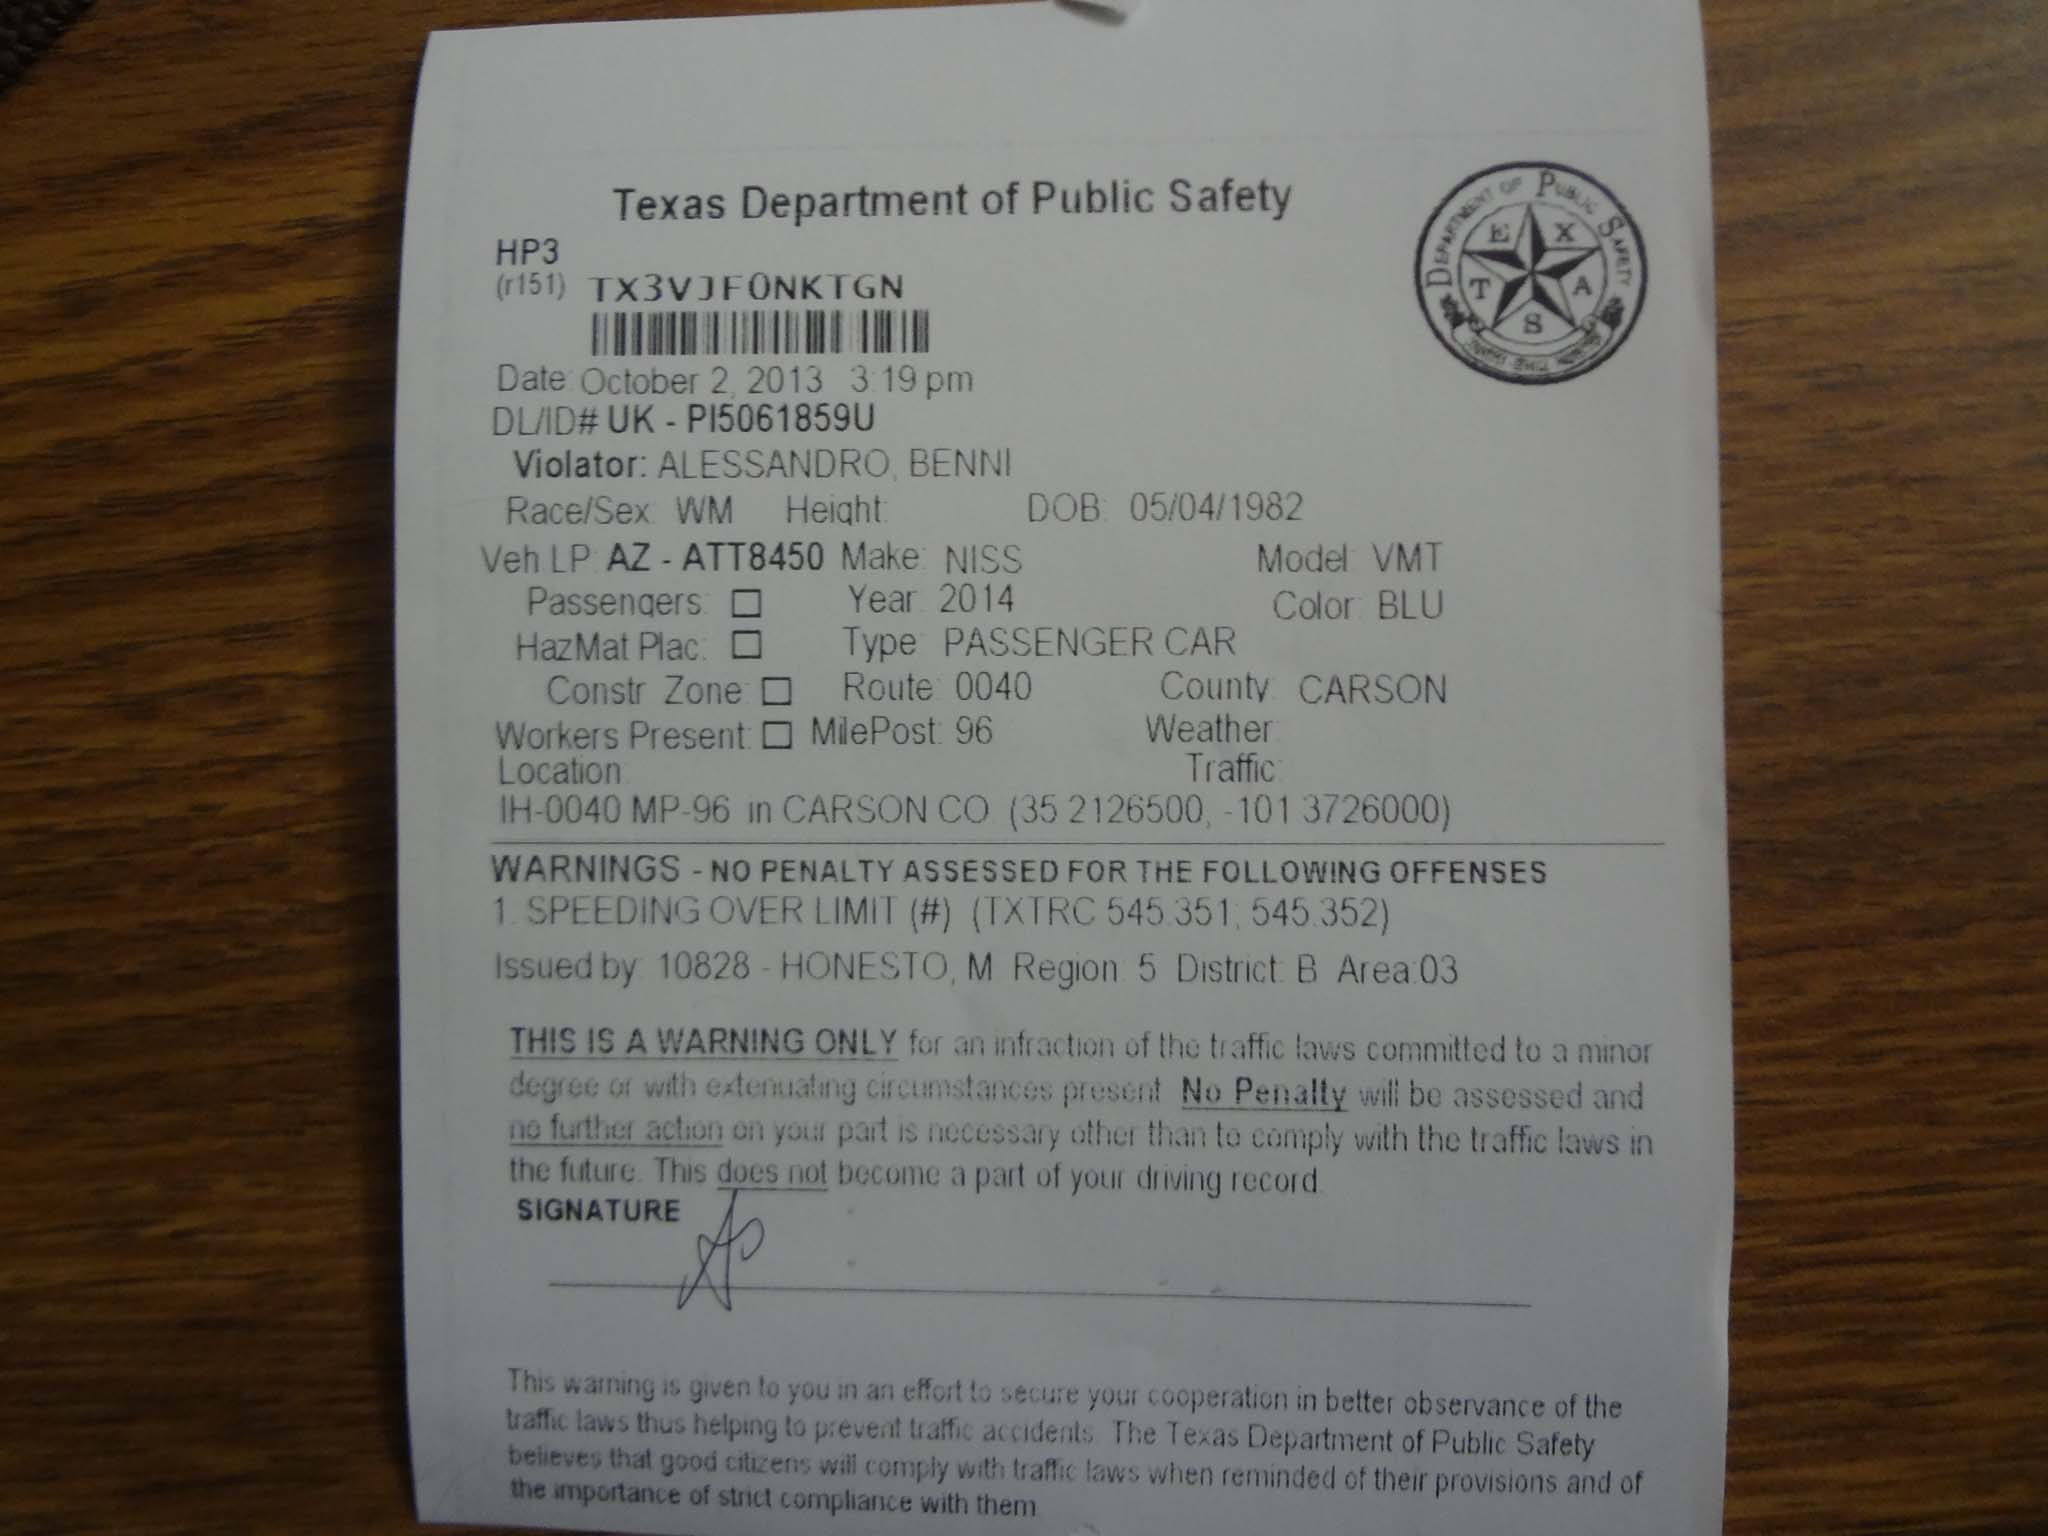 Texas Department of Public Safety
DEPARTMENT OF PUBLIC SAFETY
TEXAS
HP3
(r151) TX3VJF0NKTGN
Date: October 2, 2013 3:19 pm
DL/ID# UK - PI5061859U
Violator: ALESSANDRO, BENNI
Race/Sex: WM Height: DOB: 05/04/1982
Veh LP: AZ - ATT8450 Make: NISS Model: VMT
Passengers: Year: 2014 Color: BLU
HazMat Plac: Type: PASSENGER CAR
Constr Zone: Route: 0040 County: CARSON
Workers Present: MilePost: 96 Weather:
Location: Traffic:
IH-0040 MP-96 in CARSON CO. (35.2126500, -101.3726000)
WARNINGS - NO PENALTY ASSESSED FOR THE FOLLOWING OFFENSES
1. SPEEDING OVER LIMIT (#) (TXTRC 545.351; 545.352)
Issued by: 10828 - HONESTO, M Region: 5 District: B Area:03
THIS IS A WARNING ONLY for an infraction of the traffic laws committed to a minor
degree or with extenuating circumstances present. No Penalty will be assessed and
no further action on your part is necessary other than to comply with the traffic laws in
the future. This does not become a part of your driving record.
SIGNATURE
This warning is given to you in an effort to secure your cooperation in better observance of the
traffic laws thus helping to prevent traffic accidents. The Texas Department of Public Safety
believes that good citizens will comply with traffic laws when reminded of their provisions and of
the importance of strict compliance with them